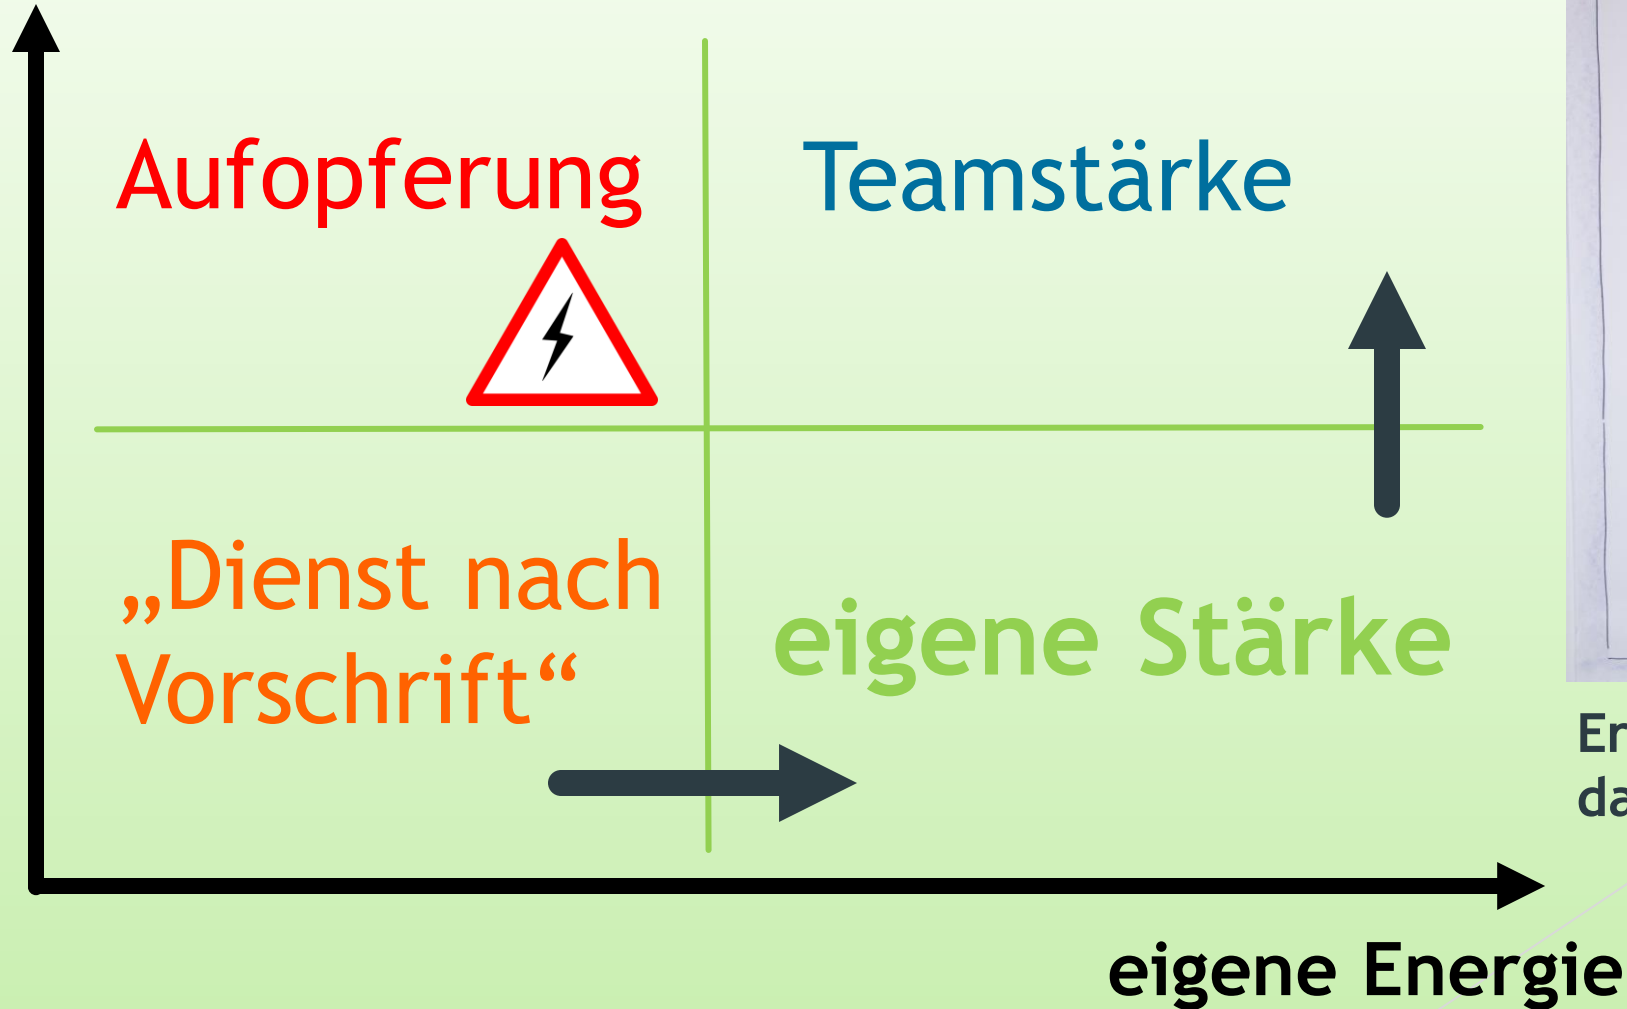 Aufopferung
Teamstärke
„Dienst nach
Vorschrift“
eigene Stärke
eigene Energie